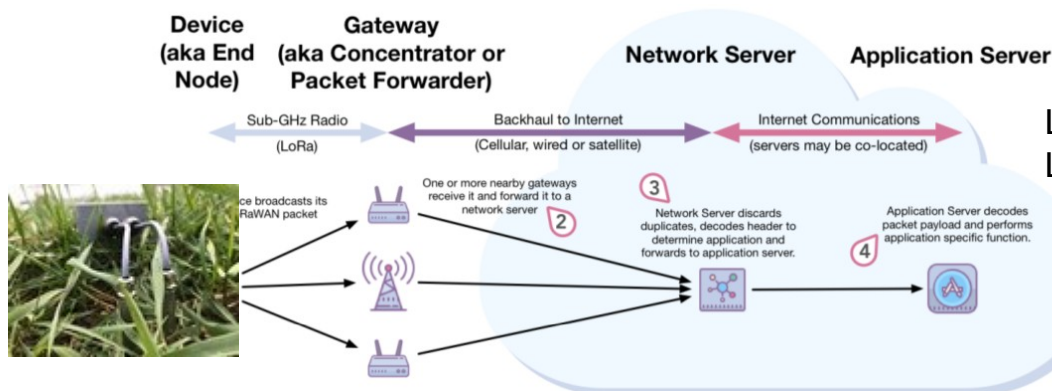 Device
(aka End
Node)
Gateway
(aka Concentrator or
Packet Forwarder)
Network Server
Application Server
Sub-GHz Radio
(LoRa)
Backhaul to Internet
(Cellular, wired or satellite)
Internet Communications
(servers may be co-located)
L
L
ce broadcasts its
RaWAN packet
One or more nearby gateways
receive it and forward it to a
network server
2
3
Network Server discards
duplicates, decodes header to
determine application and
forwards to application server.
4
Application Server decodes
packet payload and performs
application specific function.